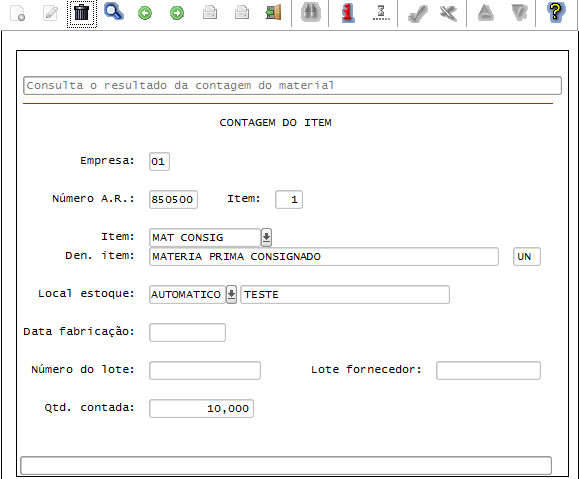 Consulta o resultado da contagem do material
CONTAGEM DO ITEM
Empresa: 01
Número A.R.: 850500 Item: 1
Item: MAT CONSIG
Den. item: MATERIA PRIMA CONSIGNADO UN
Local estoque: AUTOMATICO TESTE
Data fabricação:
Número do lote: Lote fornecedor:
Qtd. contada: 10,000